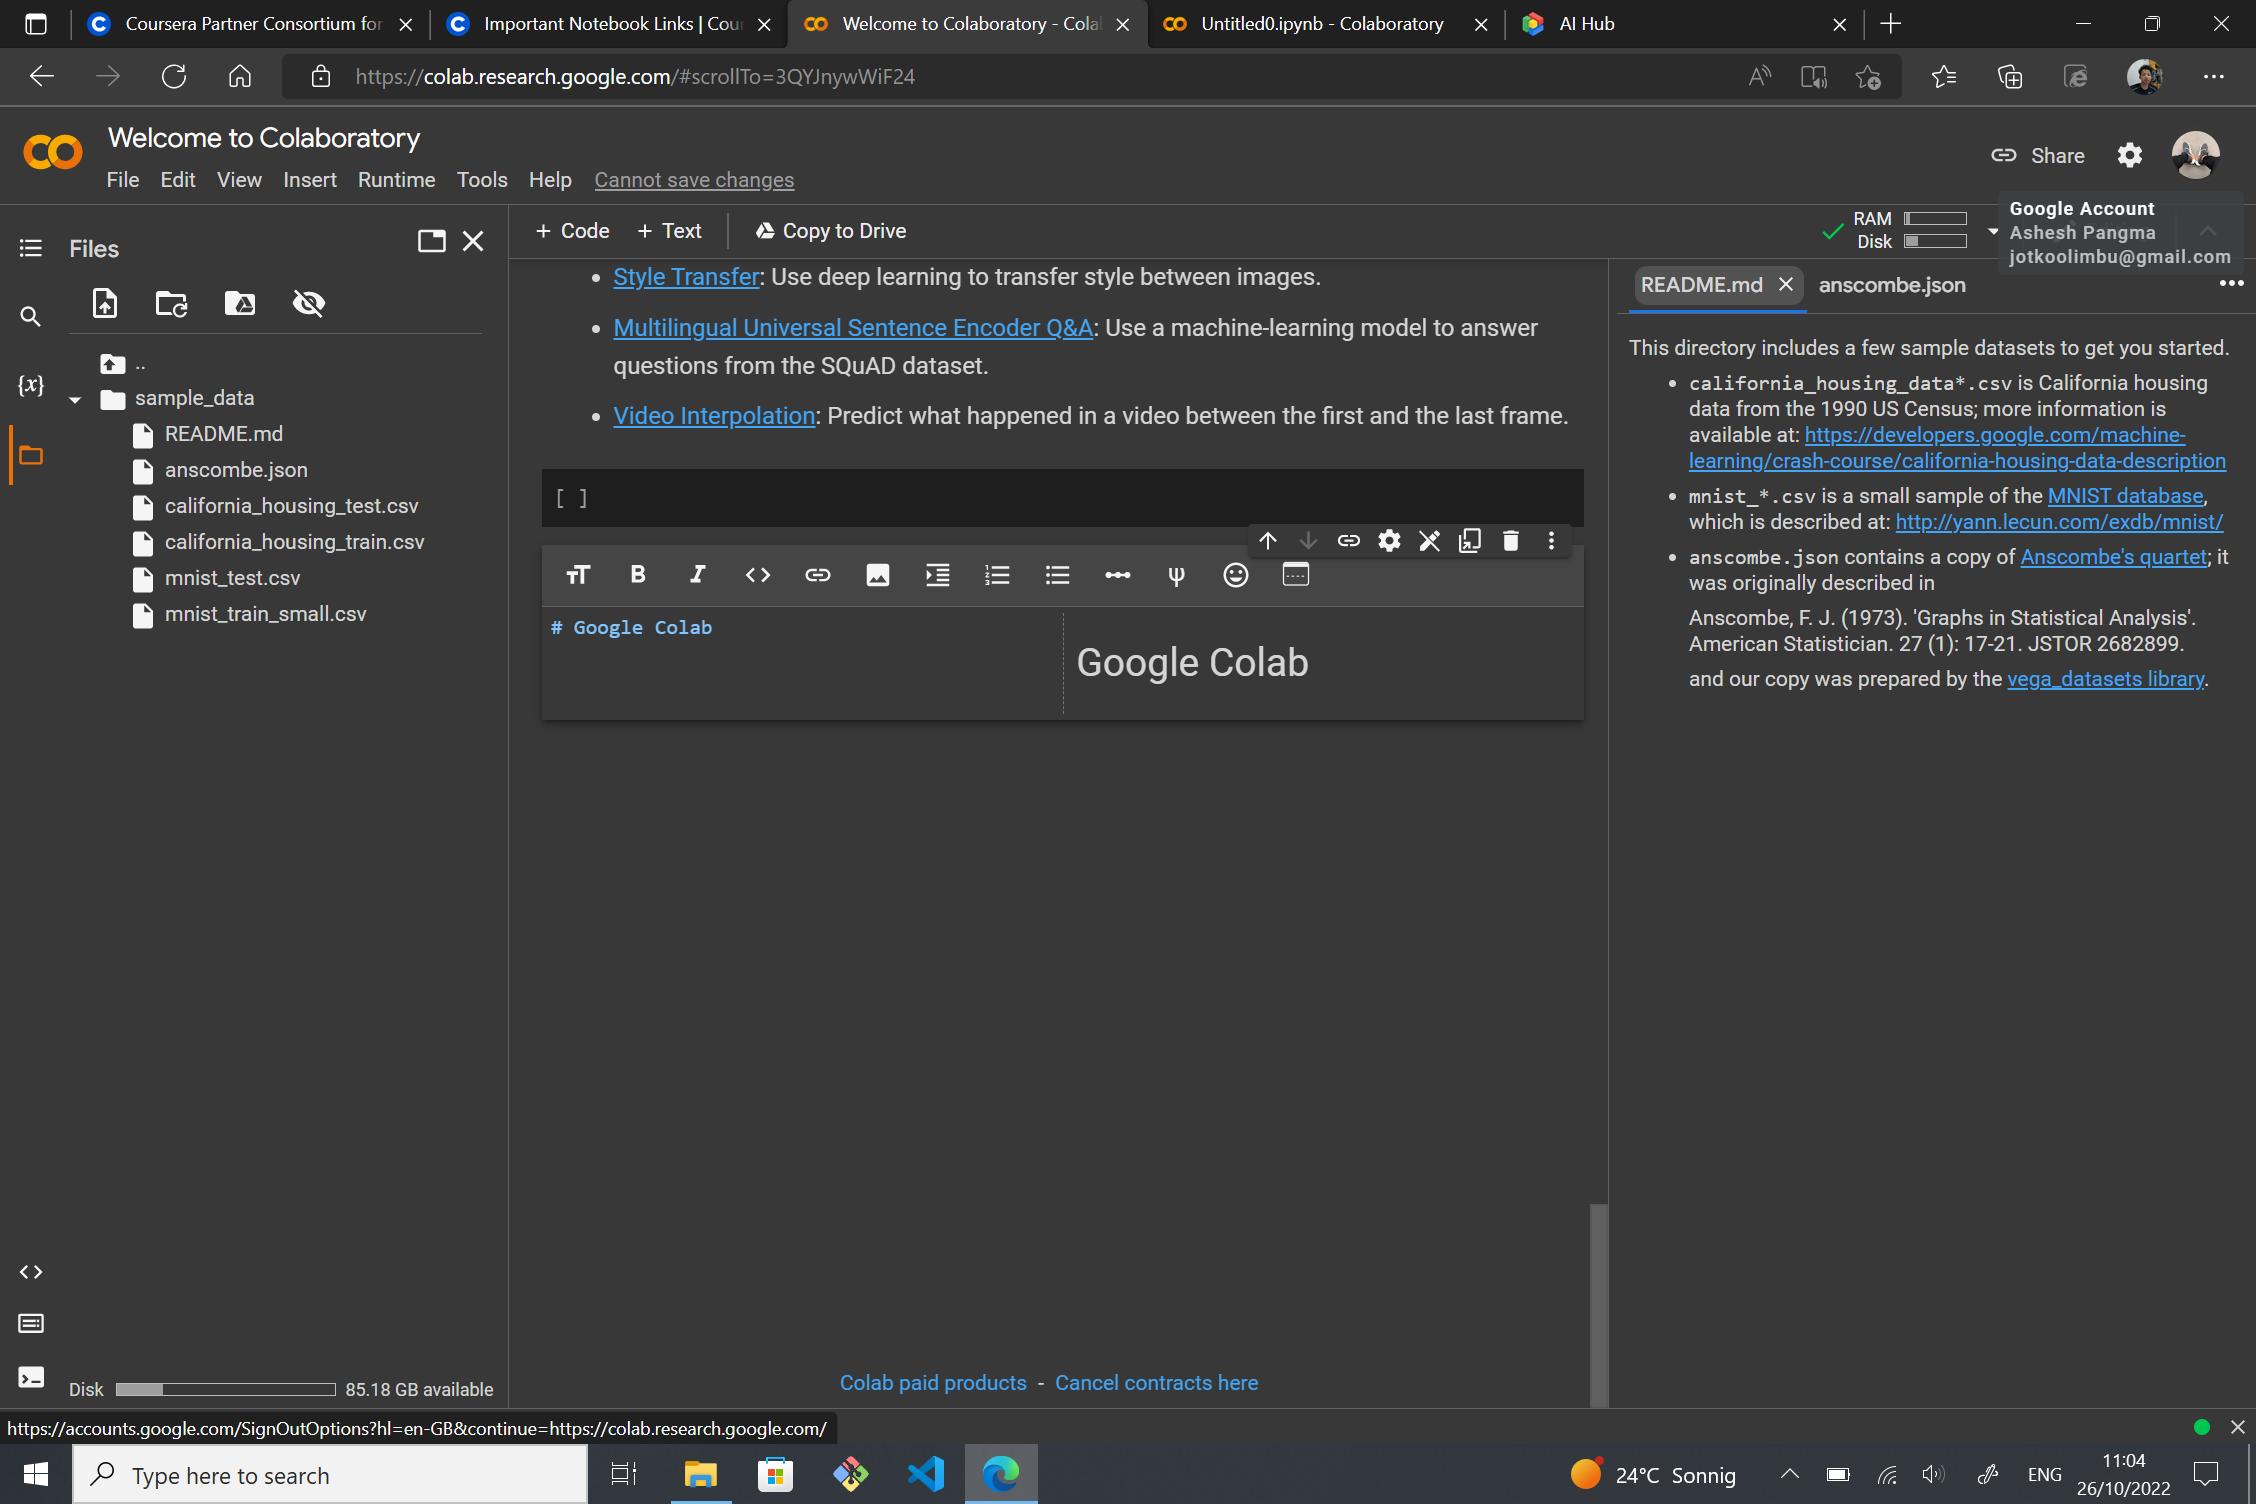 Coursera Partner Consortium for
Important Notebook Links | Cour
Welcome to Colaboratory - Colab
Untitled0.ipynb - Colaboratory
AI Hub
https://colab.research.google.com/#scrollTo=3QYJnywWiF24
Welcome to Colaboratory
File Edit View Insert Runtime Tools Help Cannot save changes
Share
Google Account
Ashesh Pangma
jotkoolimbu@gmail.com
Files
+ Code + Text Copy to Drive
RAM
Disk
..
sample_data
README.md
anscombe.json
california_housing_test.csv
california_housing_train.csv
mnist_test.csv
mnist_train_small.csv
{x}
Disk 85.18 GB available
• Style Transfer: Use deep learning to transfer style between images.
• Multilingual Universal Sentence Encoder Q&A: Use a machine-learning model to answer
questions from the SQuAD dataset.
• Video Interpolation: Predict what happened in a video between the first and the last frame.
[ ]
# Google Colab
Google Colab
Colab paid products - Cancel contracts here
README.md anscombe.json
This directory includes a few sample datasets to get you started.
• california_housing_data*.csv is California housing
data from the 1990 US Census; more information is
available at: https://developers.google.com/machine-
learning/crash-course/california-housing-data-description
• mnist_*.csv is a small sample of the MNIST database,
which is described at: http://yann.lecun.com/exdb/mnist/
• anscombe.json contains a copy of Anscombe's quartet; it
was originally described in
Anscombe, F. J. (1973). 'Graphs in Statistical Analysis'.
American Statistician. 27 (1): 17-21. JSTOR 2682899.
and our copy was prepared by the vega_datasets library.
https://accounts.google.com/SignOutOptions?hl=en-GB&continue=https://colab.research.google.com/
Type here to search
24°C Sonnig
ENG
11:04
26/10/2022